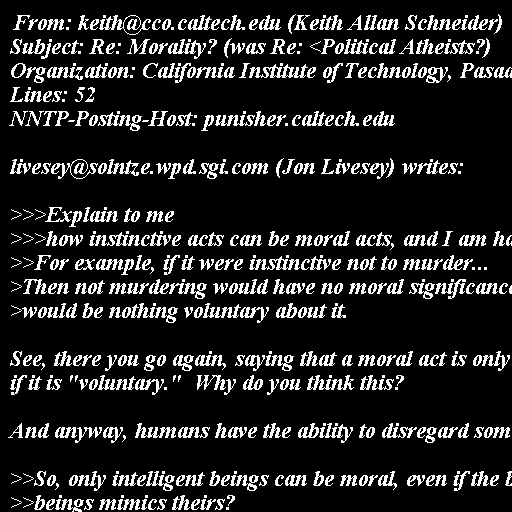 From: keith@cco.caltech.edu (Keith Allan Schneider)
Subject: Re: Morality? (was Re: <Political Atheists?)
Organization: California Institute of Technology, Pasad
Lines: 52
NNTP-Posting-Host: punisher.caltech.edu

livesey@solntze.wpd.sgi.com (Jon Livesey) writes:

>>>Explain to me
>>>how instinctive acts can be moral acts, and I am ha
>>For example, if it were instinctive not to murder...
>Then not murdering would have no moral significance
>would be nothing voluntary about it.

See, there you go again, saying that a moral act is only
if it is "voluntary."  Why do you think this?

And anyway, humans have the ability to disregard som

>>So, only intelligent beings can be moral, even if the b
>>beings mimics theirs?